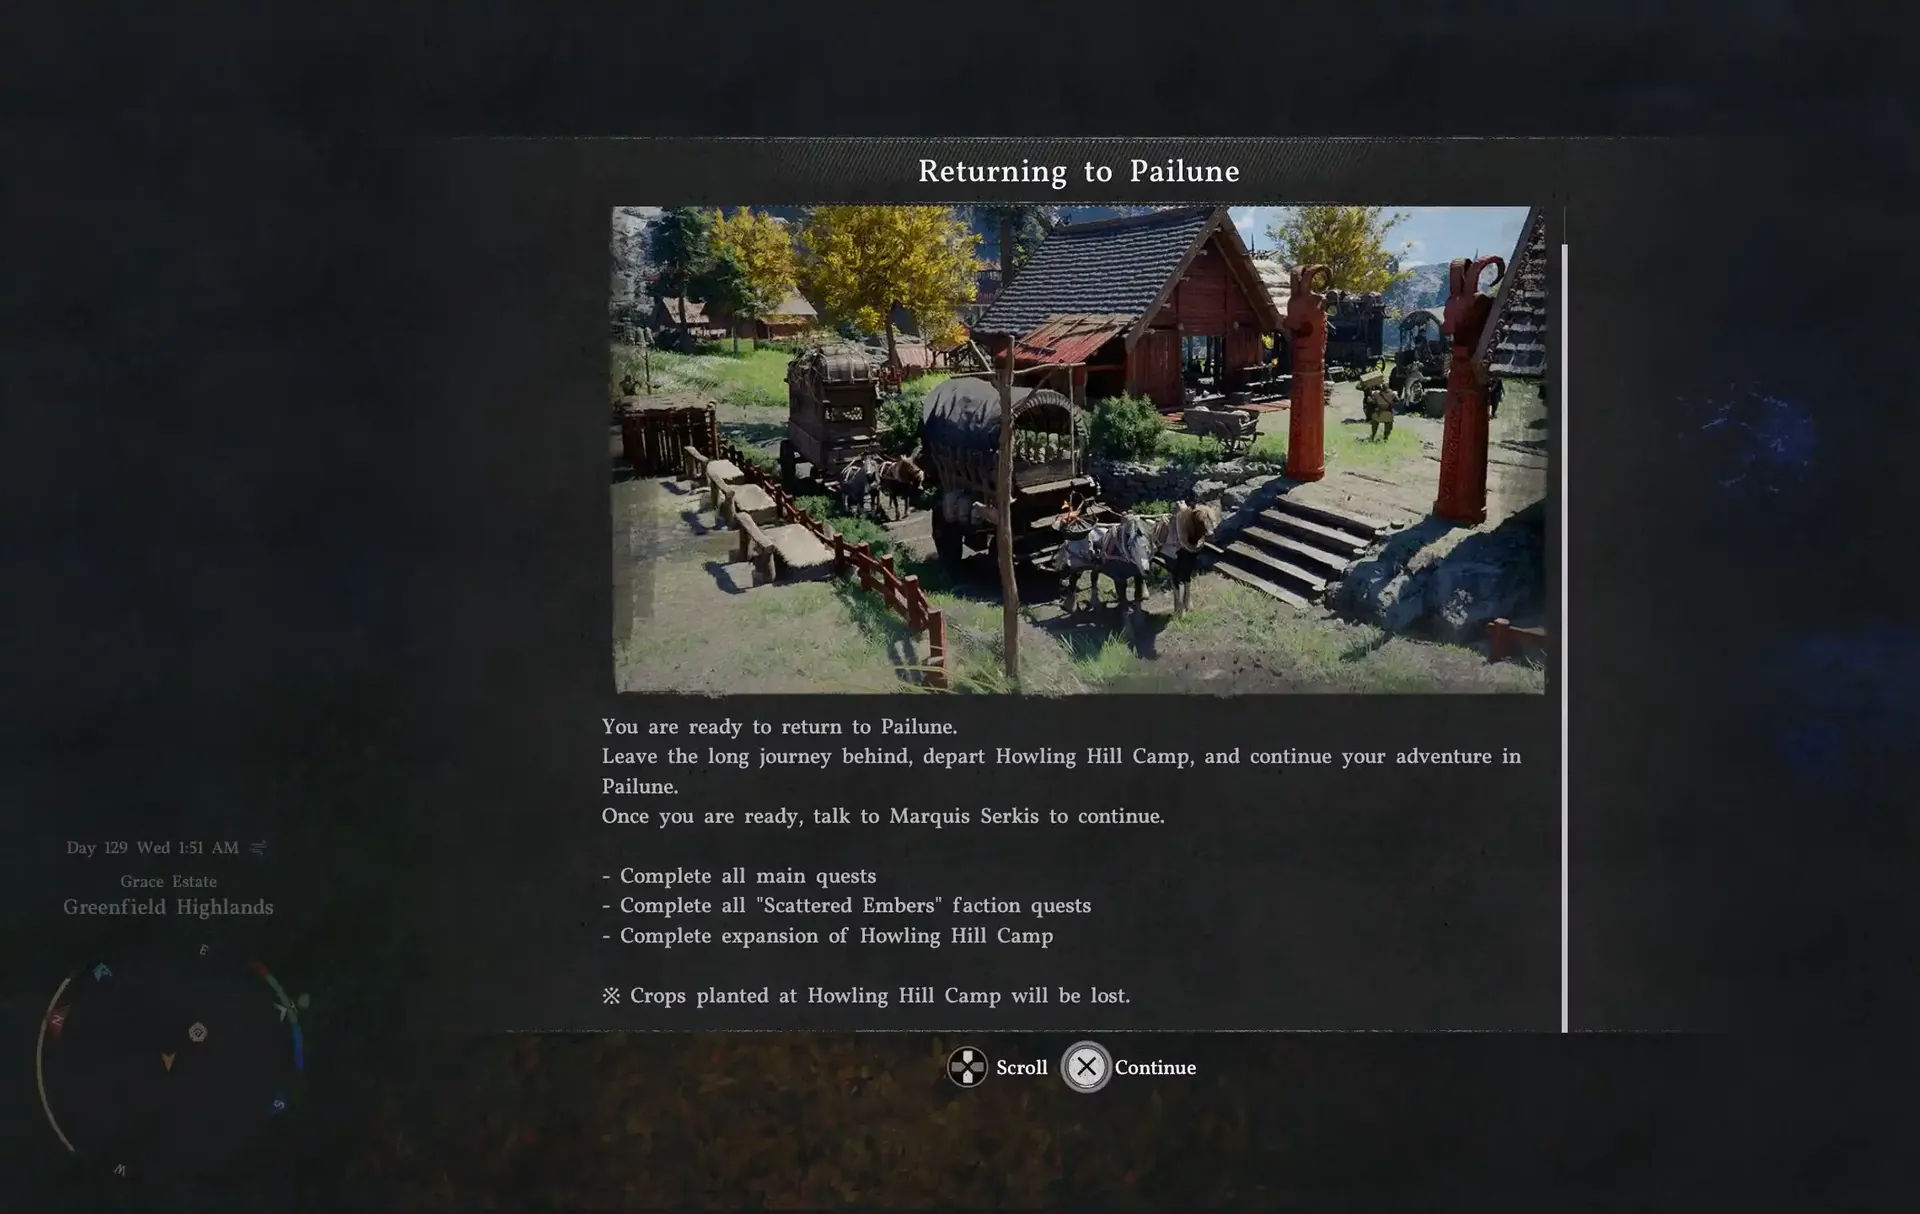 Returning to Pailune
You are ready to return to Pailune.
Leave the long journey behind, depart Howling Hill Camp, and continue your adventure in
Pailune.
Once you are ready, talk to Marquis Serkis to continue.
- Complete all main quests
- Complete all "Scattered Embers" faction quests
- Complete expansion of Howling Hill Camp
※ Crops planted at Howling Hill Camp will be lost.
Scroll Continue
Day 129 Wed 1:51 AM
Grace Estate
Greenfield Highlands
E
N
S
W